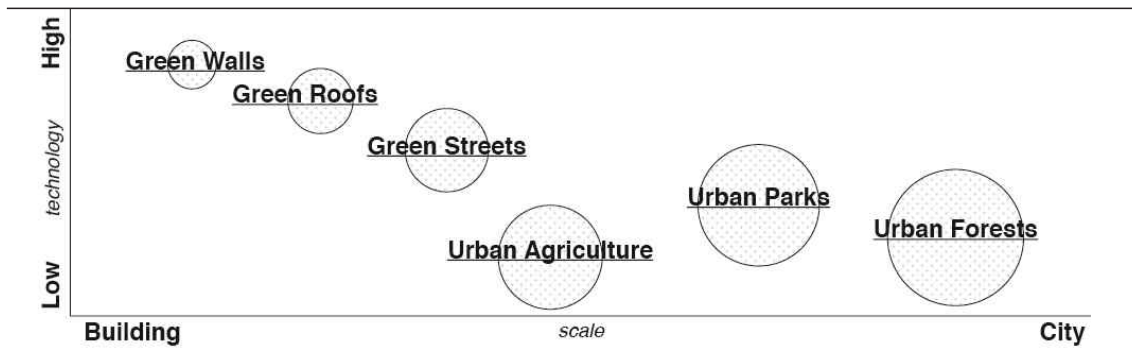 High
Green Walls
Green Roofs
Green Streets
technology
Urban Parks
Urban Forests
Urban Agriculture
Low
Building
scale
City